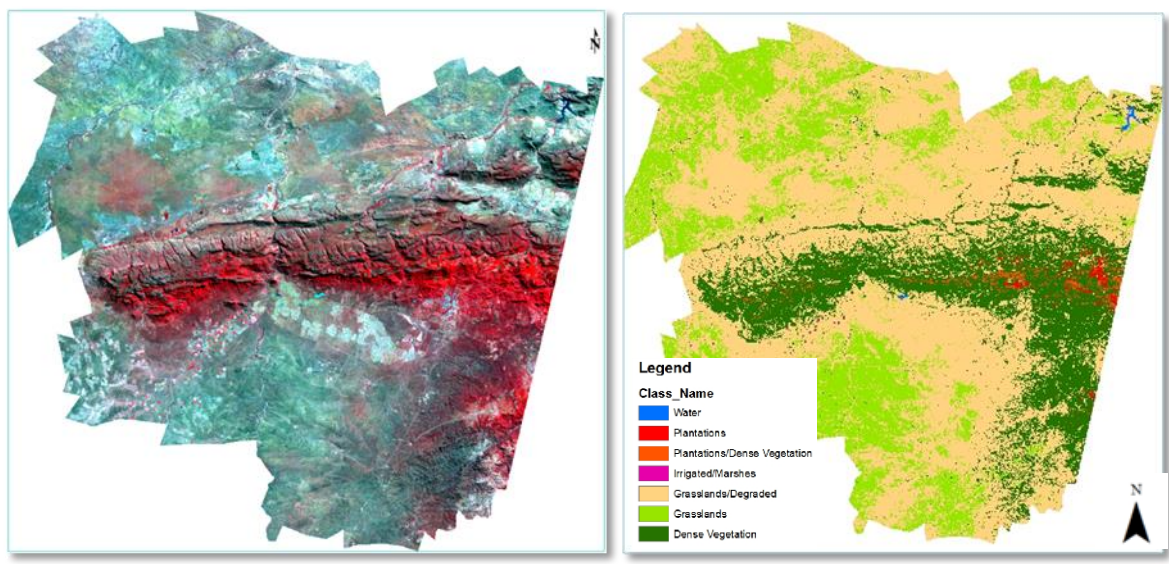 N
Legend
Class_Name
Water
Plantations
Plantations/Dense Vegetation
Irrigated/Marshes
Grasslands/Degraded
Grasslands
Dense Vegetation
N